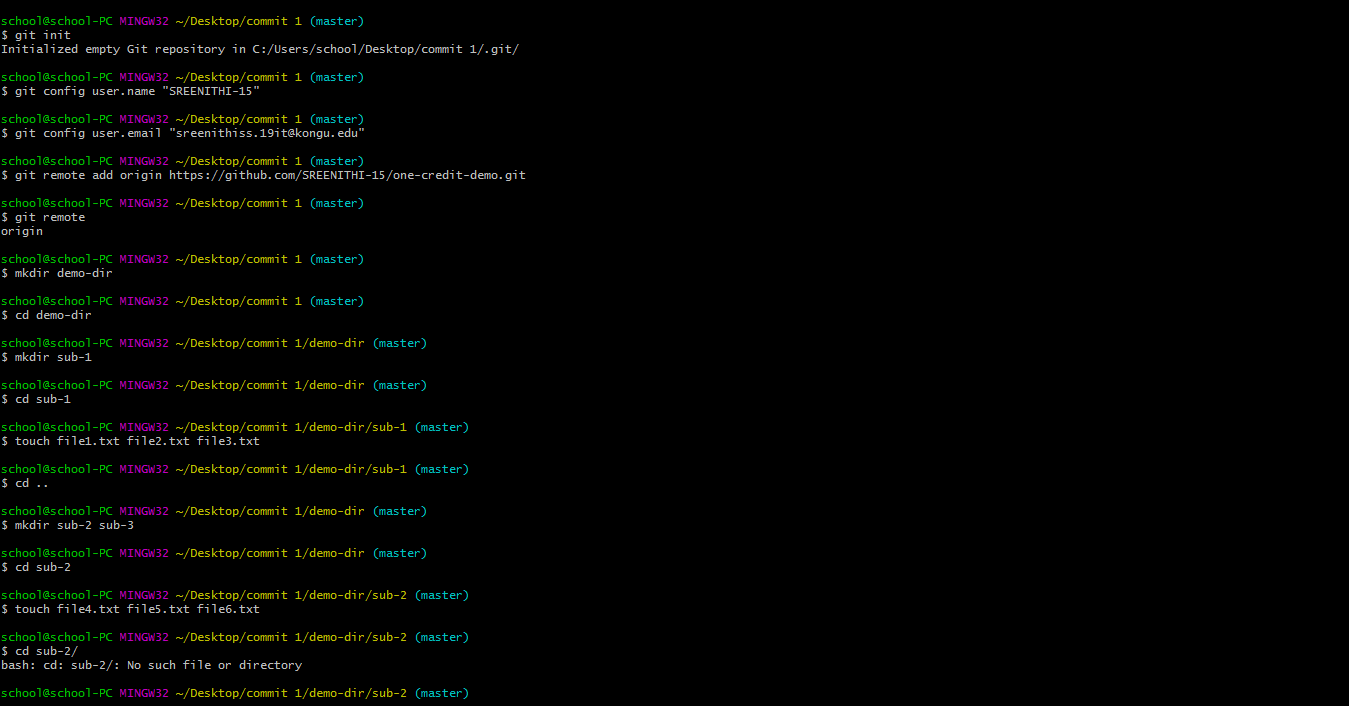 school@school-PC MINGW32 ~/Desktop/commit 1 (master)
$ git init
Initialized empty Git repository in C:/Users/school/Desktop/commit 1/.git/
school@school-PC MINGW32 ~/Desktop/commit 1 (master)
$ git config user.name "SREENITHI-15"
school@school-PC MINGW32 ~/Desktop/commit 1 (master)
$ git config user.email "sreenithiss.19it@kongu.edu"
school@school-PC MINGW32 ~/Desktop/commit 1 (master)
$ git remote add origin https://github.com/SREENITHI-15/one-credit-demo.git
school@school-PC MINGW32 ~/Desktop/commit 1 (master)
$ git remote
origin
school@school-PC MINGW32 ~/Desktop/commit 1 (master)
$ mkdir demo-dir
school@school-PC MINGW32 ~/Desktop/commit 1 (master)
$ cd demo-dir
school@school-PC MINGW32 ~/Desktop/commit 1/demo-dir (master)
$ mkdir sub-1
school@school-PC MINGW32 ~/Desktop/commit 1/demo-dir (master)
$ cd sub-1
school@school-PC MINGW32 ~/Desktop/commit 1/demo-dir/sub-1 (master)
$ touch file1.txt file2.txt file3.txt
school@school-PC MINGW32 ~/Desktop/commit 1/demo-dir/sub-1 (master)
$ cd ..
school@school-PC MINGW32 ~/Desktop/commit 1/demo-dir (master)
$ mkdir sub-2 sub-3
school@school-PC MINGW32 ~/Desktop/commit 1/demo-dir (master)
$ cd sub-2
school@school-PC MINGW32 ~/Desktop/commit 1/demo-dir/sub-2 (master)
$ touch file4.txt file5.txt file6.txt
school@school-PC MINGW32 ~/Desktop/commit 1/demo-dir/sub-2 (master)
$ cd sub-2/
bash: cd: sub-2/: No such file or directory
school@school-PC MINGW32 ~/Desktop/commit 1/demo-dir/sub-2 (master)